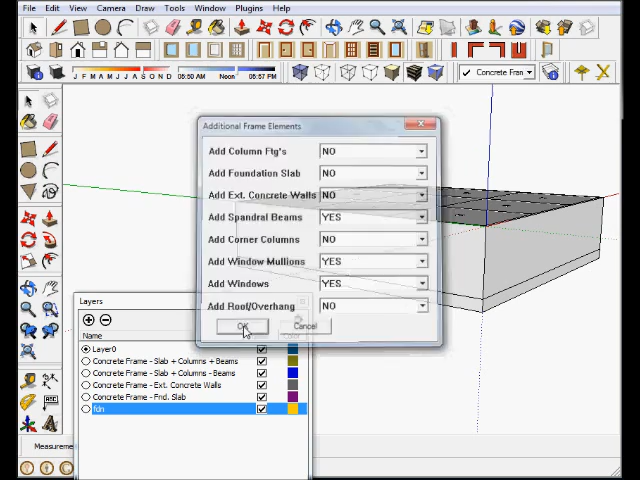 File Edit View Camera Draw Tools Window Plugins Help
J F M A M J J A S O N D 06:50 AM Noon 05:57 PM
Concrete Fran
Additional Frame Elements
Add Column Ftg's NO
Add Foundation Slab NO
Add Ext. Concrete Walls NO
Add Spandral Beams YES
Add Corner Columns NO
Add Window Mullions YES
Add Windows YES
Add Roof/Overhang NO
OK Cancel
Layers
Name
Layer0
Concrete Frame - Slab + Columns + Beams
Concrete Frame - Slab + Columns - Beams
Concrete Frame - Ext. Concrete Walls
Concrete Frame - Fnd. Slab
fdn
Measureme